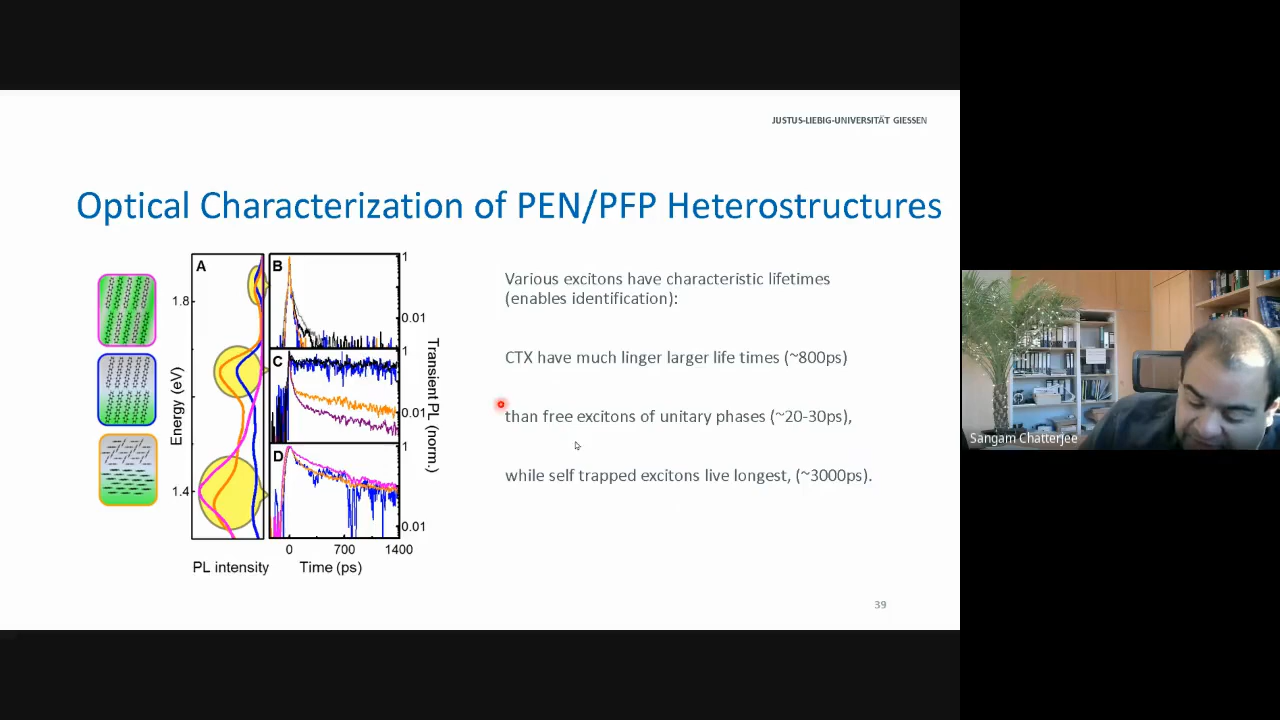 JUSTUS-LIEBIG-UNIVERSITÄT GIESSEN
Optical Characterization of PEN/PFP Heterostructures
A
B
C
D
1.8
1.4
Energy (eV)
PL intensity
1
0.01
1
0.01
1
0.01
Transient PL (norm.)
0
700
1400
Time (ps)
Various excitons have characteristic lifetimes
(enables identification):
CTX have much linger larger life times (~800ps)
than free excitons of unitary phases (~20-30ps),
while self trapped excitons live longest, (~3000ps).
39
Sangam Chatterjee